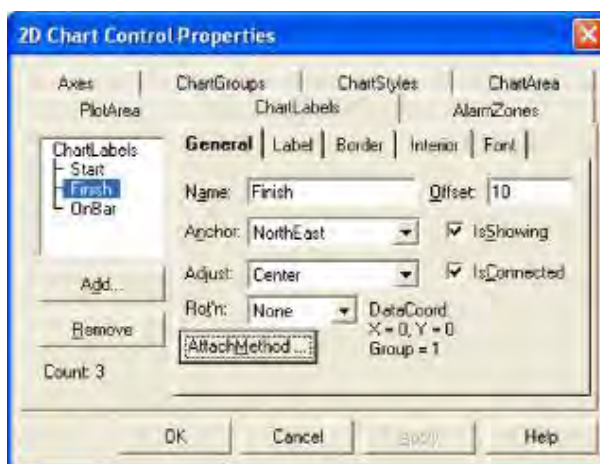 2D Chart Control Properties
Axes ChartGroups ChartStyles ChartArea
PlotArea ChartLabels AlarmZones
ChartLabels
Start
Finish
OnBar
Add...
Remove
Count: 3
General Label Border Interior Font
Name: Finish Offset: 10
Anchor: NorthEast IsShowing
Adjust: Center IsConnected
Rot'n: None DataCoord:
X = 0, Y = 0
AttachMethod ... Group = 1
OK Cancel Apply Help